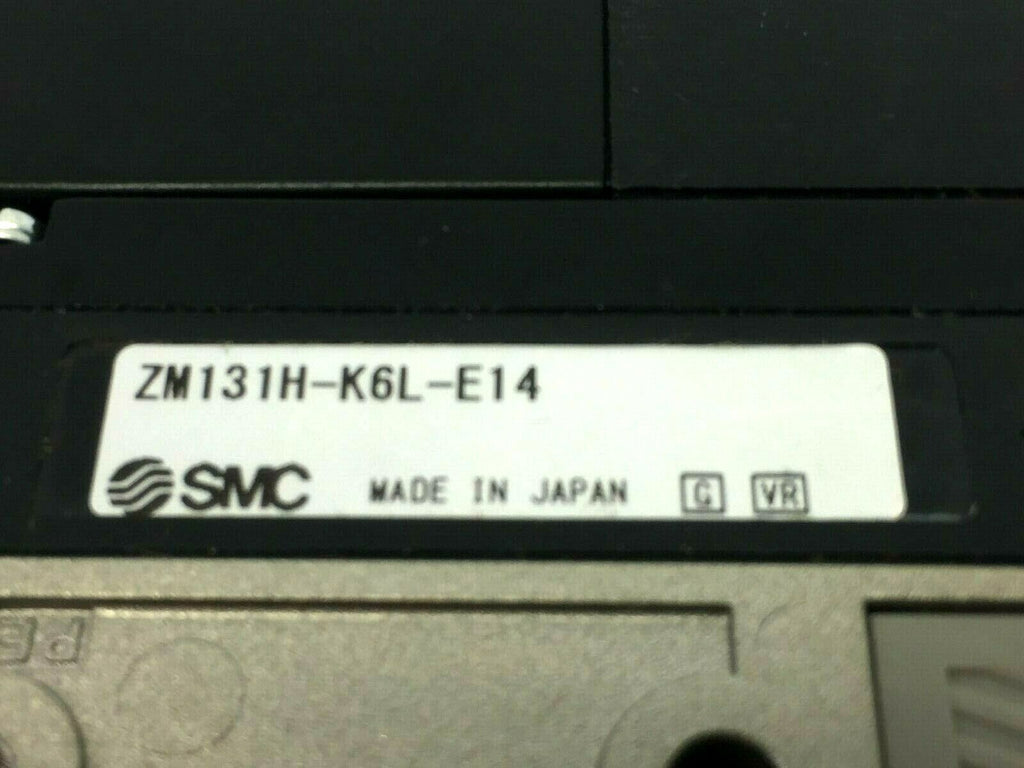 ZM131H-K6L-E14
SMC MADE IN JAPAN G VR